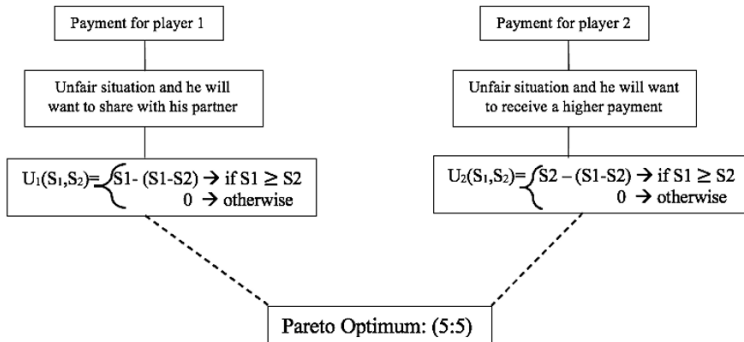 Payment for player 1
Unfair situation and he will
want to share with his partner
U₁(S₁,S₂)= S1- (S1-S2) → if S1 ≥ S2
0 → otherwise
Payment for player 2
Unfair situation and he will want
to receive a higher payment
U₂(S₁,S₂)= S2 – (S1-S2) → if S1 ≥ S2
0 → otherwise
Pareto Optimum: (5:5)